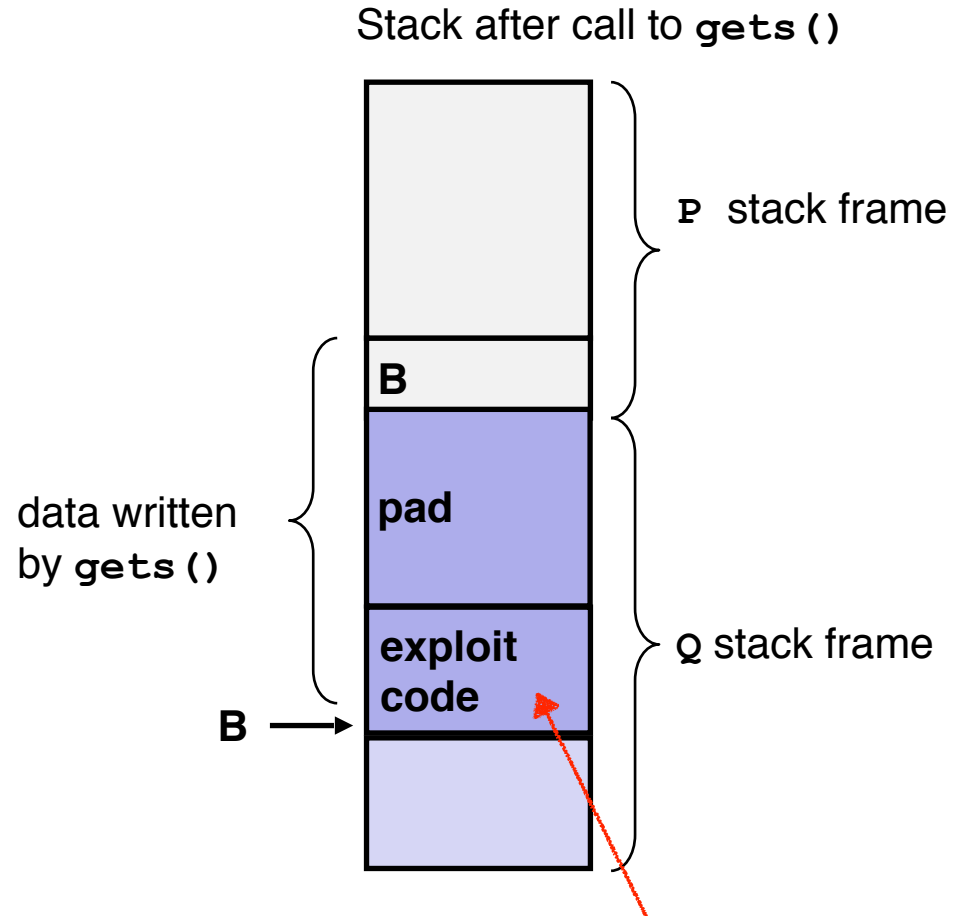 Stack after call to gets()
P stack frame
B
data written
by gets()
pad
exploit
code
Q stack frame
B